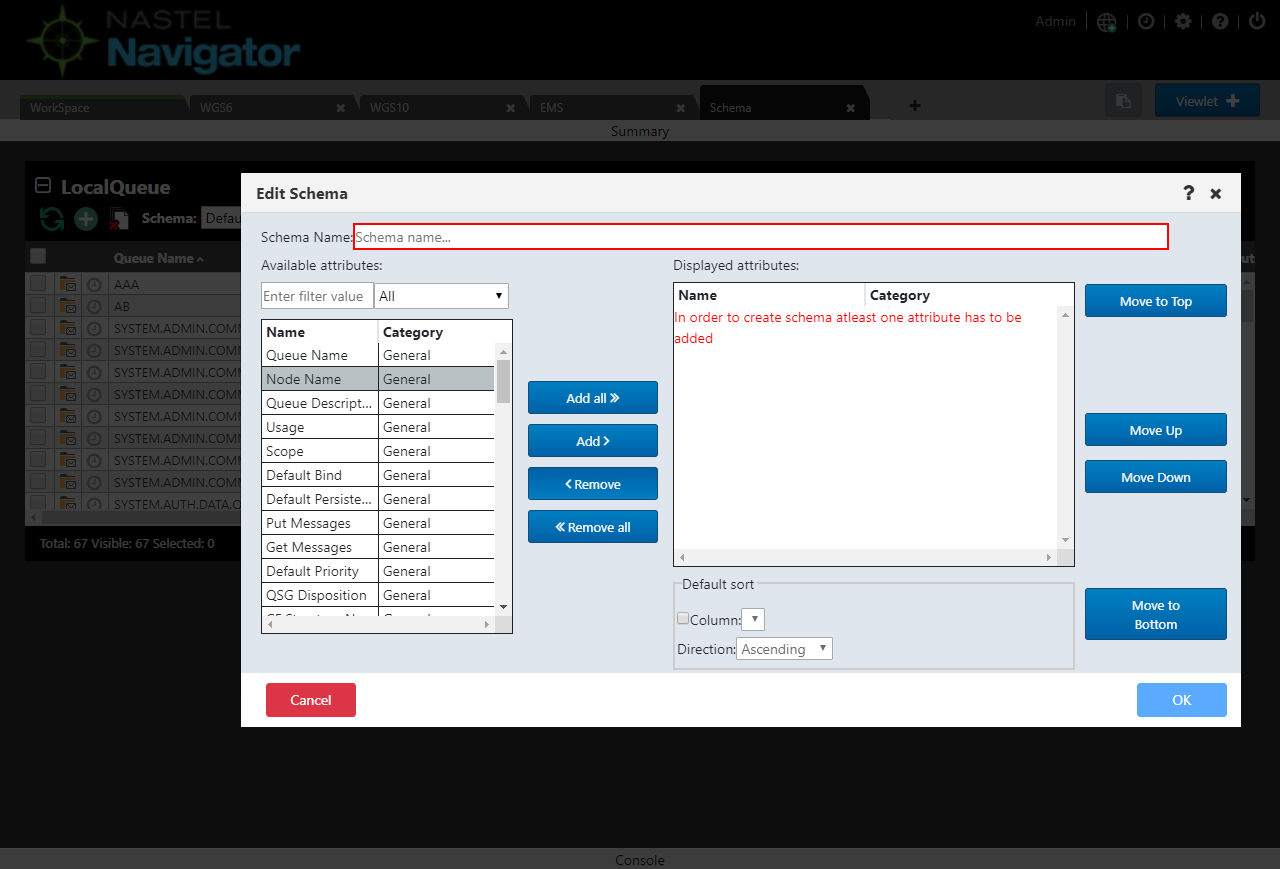 NASTEL
Navigator
Admin
WorkSpace
WGS6
WGS10
EMS
Schema
Viewlet
Summary
LocalQueue
Schema: Defau
Queue Name
AAA
AB
SYSTEM.ADMIN.COMM
SYSTEM.ADMIN.COMM
SYSTEM.ADMIN.COMM
SYSTEM.ADMIN.COMM
SYSTEM.ADMIN.COMM
SYSTEM.ADMIN.COMM
SYSTEM.ADMIN.COMM
SYSTEM.ADMIN.COMM
SYSTEM.AUTH.DATA.Q
Total: 67 Visible: 67 Selected: 0
Edit Schema
?
Schema Name: Schema name...
Available attributes:
Enter filter value All
Name Category
Queue Name General
Node Name General
Queue Descript... General
Usage General
Scope General
Default Bind General
Default Persiste... General
Put Messages General
Get Messages General
Default Priority General
QSG Disposition General
Add all
Add
Remove
Remove all
Displayed attributes:
Name Category
In order to create schema atleast one attribute has to be
added
Move to Top
Move Up
Move Down
Move to
Bottom
Default sort
Column:
Direction: Ascending
Cancel
OK
Console